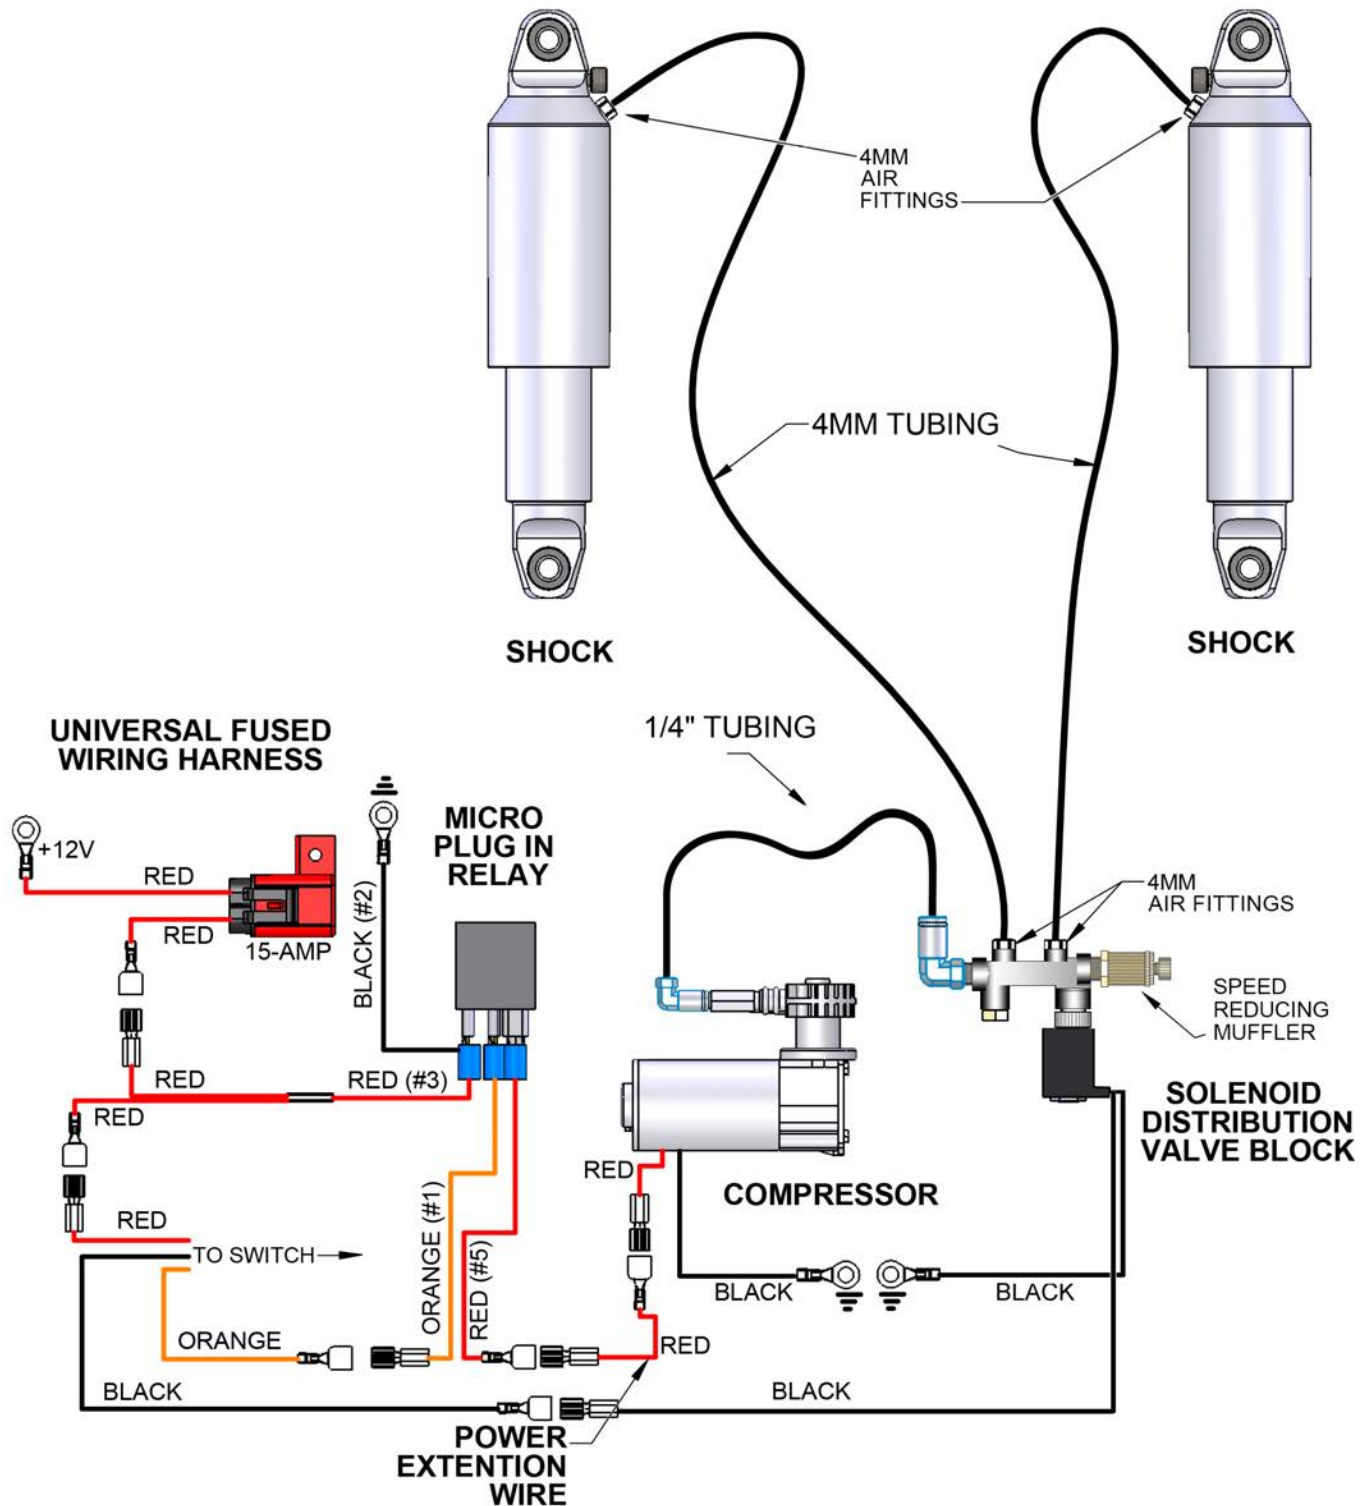 4MM
AIR
FITTINGS
4MM TUBING
SHOCK
SHOCK
UNIVERSAL FUSED
WIRING HARNESS
1/4" TUBING
+12V
RED
RED
15-AMP
BLACK (#2)
MICRO
PLUG IN
RELAY
4MM
AIR FITTINGS
SPEED
REDUCING
MUFFLER
SOLENOID
DISTRIBUTION
VALVE BLOCK
RED
RED (#3)
RED
RED
TO SWITCH
ORANGE
BLACK
ORANGE (#1)
RED (#5)
RED
COMPRESSOR
BLACK
BLACK
RED
BLACK
POWER
EXTENTION
WIRE